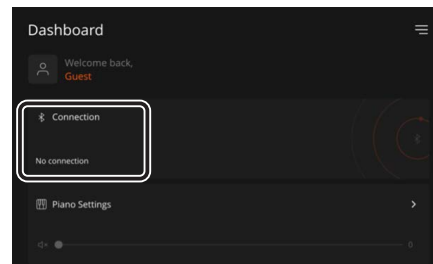 Dashboard
Welcome back,
Guest
Connection
No connection
Piano Settings
0